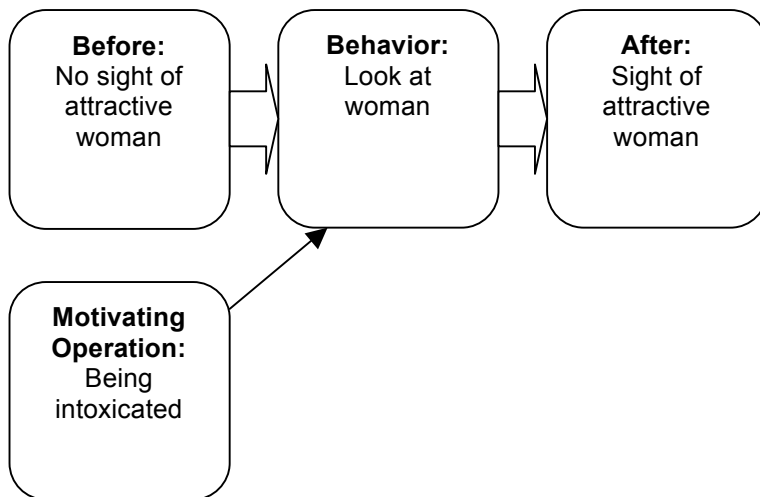 Before:
No sight of
attractive
woman
Behavior:
Look at
woman
After:
Sight of
attractive
woman
Motivating
Operation:
Being
intoxicated